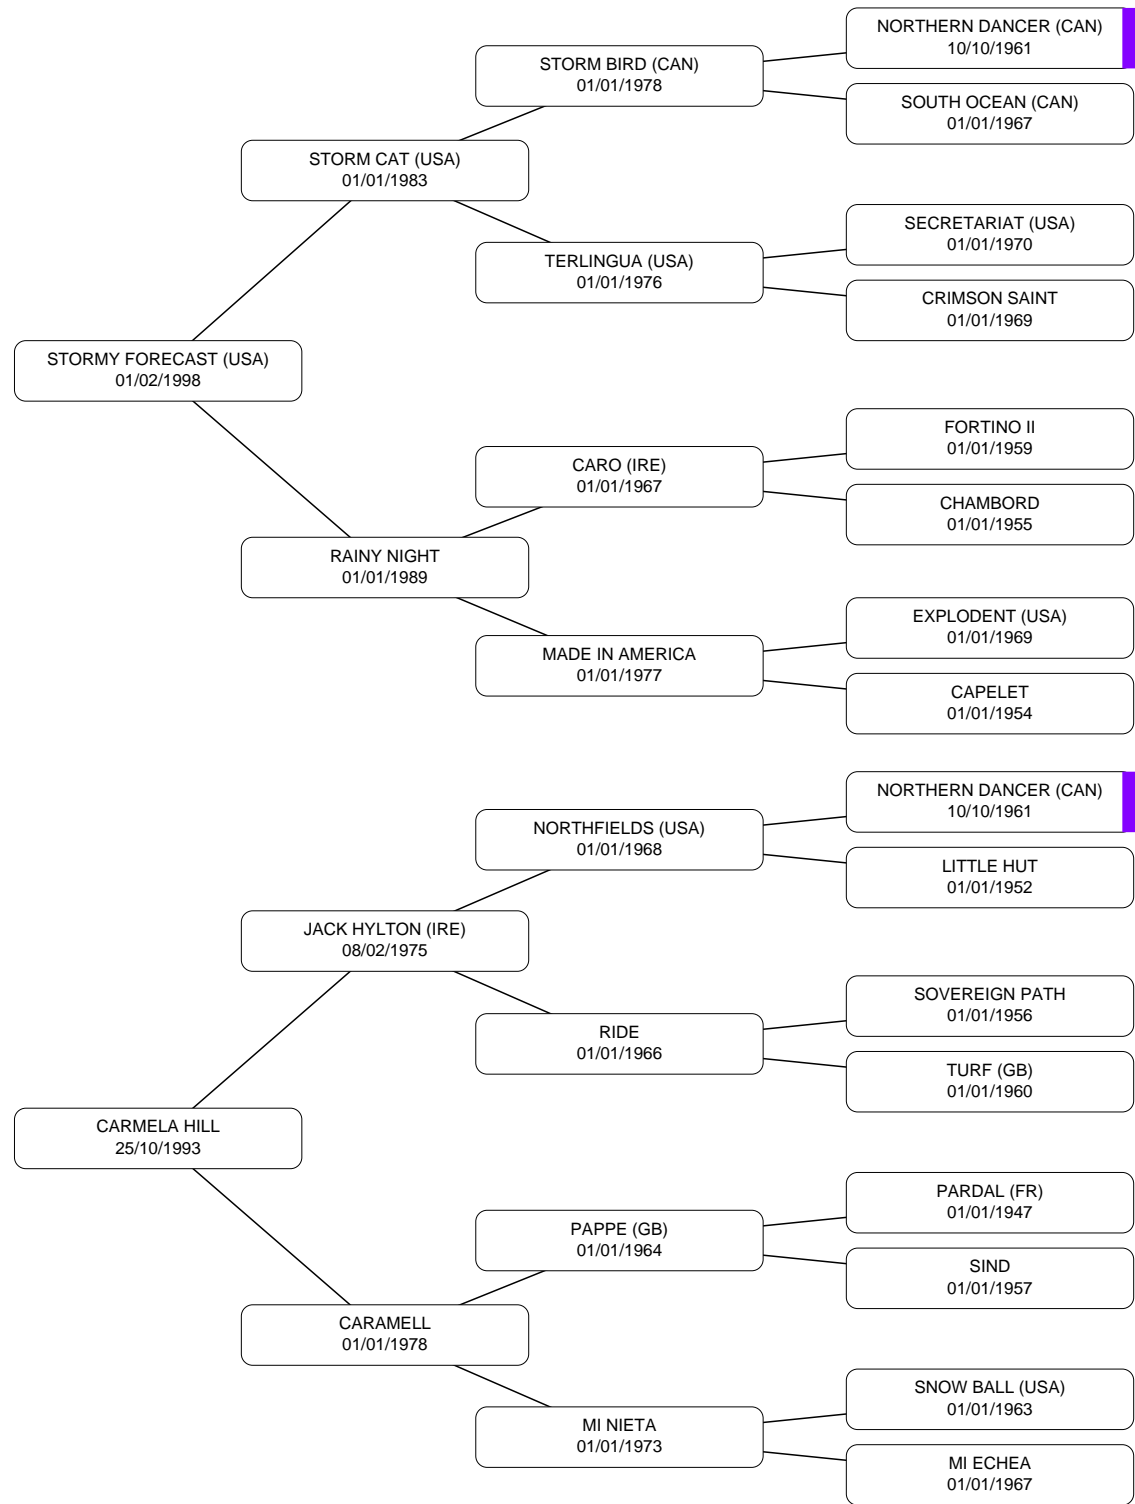 NORTHERN DANCER (CAN)
10/10/1961
STORM BIRD (CAN)
01/01/1978
SOUTH OCEAN (CAN)
01/01/1967
STORM CAT (USA)
01/01/1983
SECRETARIAT (USA)
01/01/1970
TERLINGUA (USA)
01/01/1976
CRIMSON SAINT
01/01/1969
STORMY FORECAST (USA)
01/02/1998
FORTINO II
01/01/1959
CARO (IRE)
01/01/1967
CHAMBORD
01/01/1955
RAINY NIGHT
01/01/1989
EXPLODENT (USA)
01/01/1969
MADE IN AMERICA
01/01/1977
CAPELET
01/01/1954
NORTHERN DANCER (CAN)
10/10/1961
NORTHFIELDS (USA)
01/01/1968
LITTLE HUT
01/01/1952
JACK HYLTON (IRE)
08/02/1975
SOVEREIGN PATH
01/01/1956
RIDE
01/01/1966
TURF (GB)
01/01/1960
CARMELA HILL
25/10/1993
PARDAL (FR)
01/01/1947
PAPPE (GB)
01/01/1964
SIND
01/01/1957
CARAMELL
01/01/1978
SNOW BALL (USA)
01/01/1963
MI NIETA
01/01/1973
MI ECHEA
01/01/1967